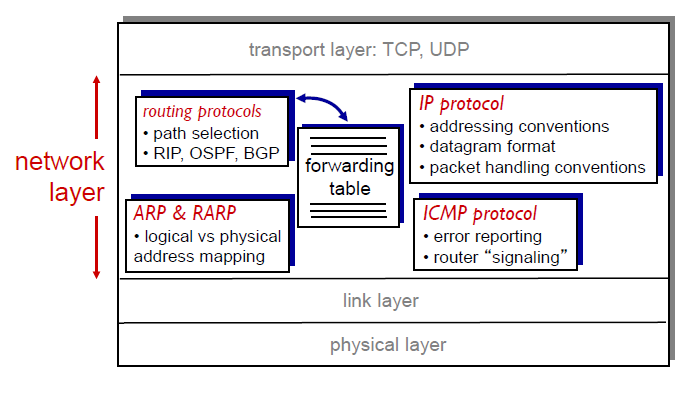 transport layer: TCP, UDP
network
layer
routing protocols
• path selection
• RIP, OSPF, BGP
forwarding
table
IP protocol
• addressing conventions
• datagram format
• packet handling conventions
ARP & RARP
• logical vs physical
address mapping
ICMP protocol
• error reporting
• router “signaling”
link layer
physical layer